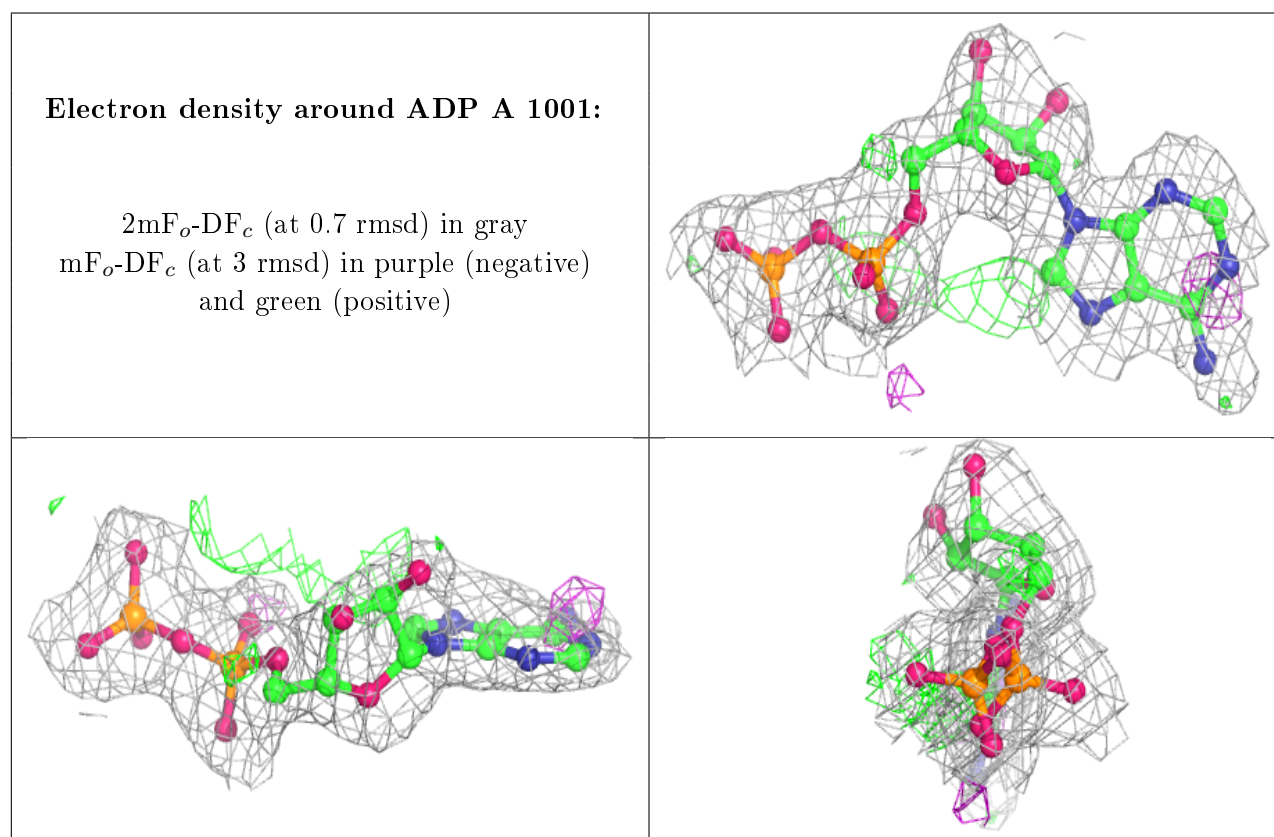 Electron density around ADP A 1001:
2mFₒ-DF𝒸 (at 0.7 rmsd) in gray
mFₒ-DF𝒸 (at 3 rmsd) in purple (negative)
and green (positive)